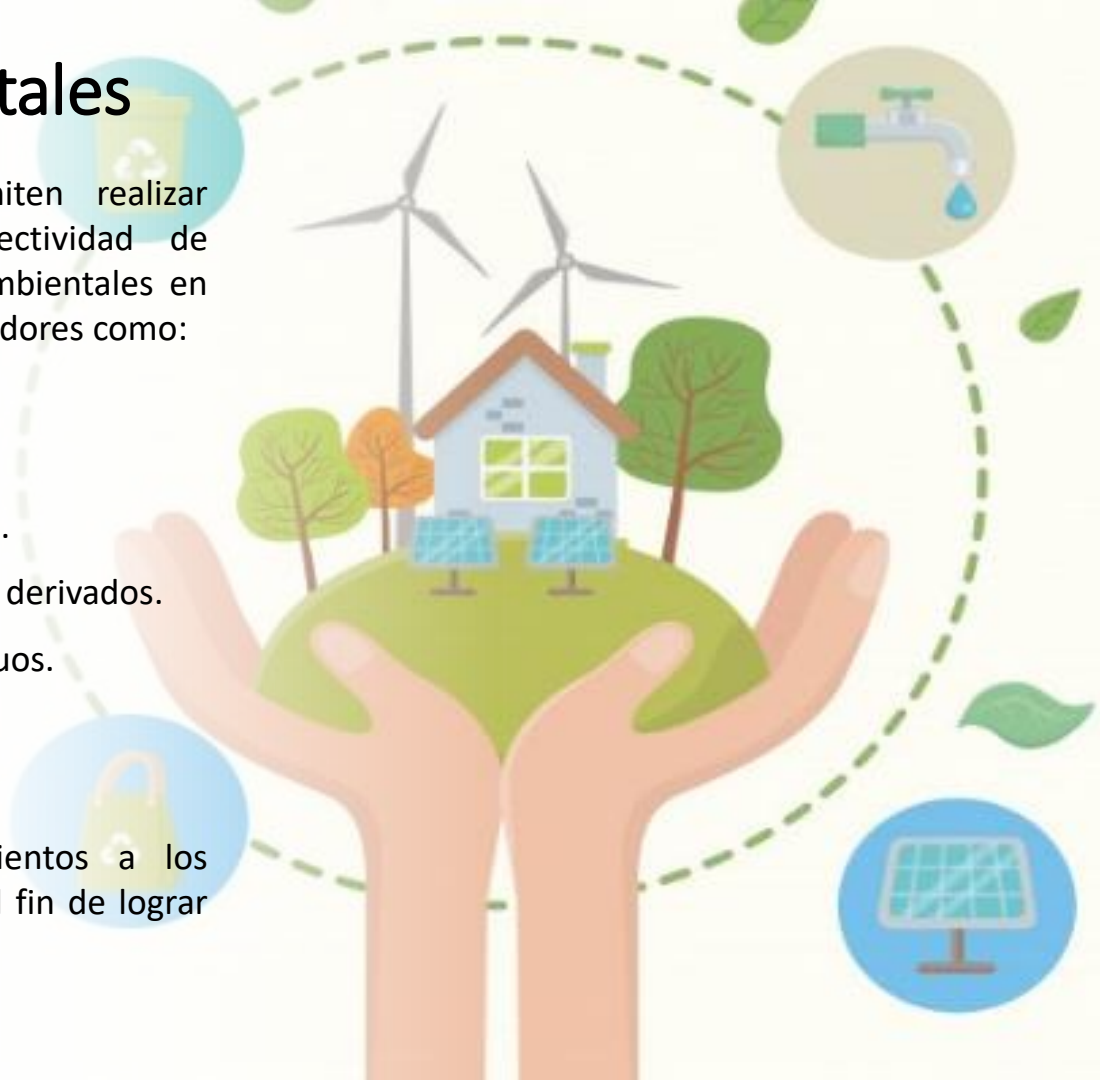 tales
miten realizar
ectividad de
mbientales en
dores como:
.
derivados.
uos.
ientos a los
l fin de lograr